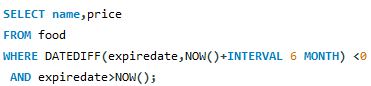 SELECT name,price
FROM food
WHERE DATEDIFF(expiredate,NOW()+INTERVAL 6 MONTH) <0
AND expiredate>NOW();